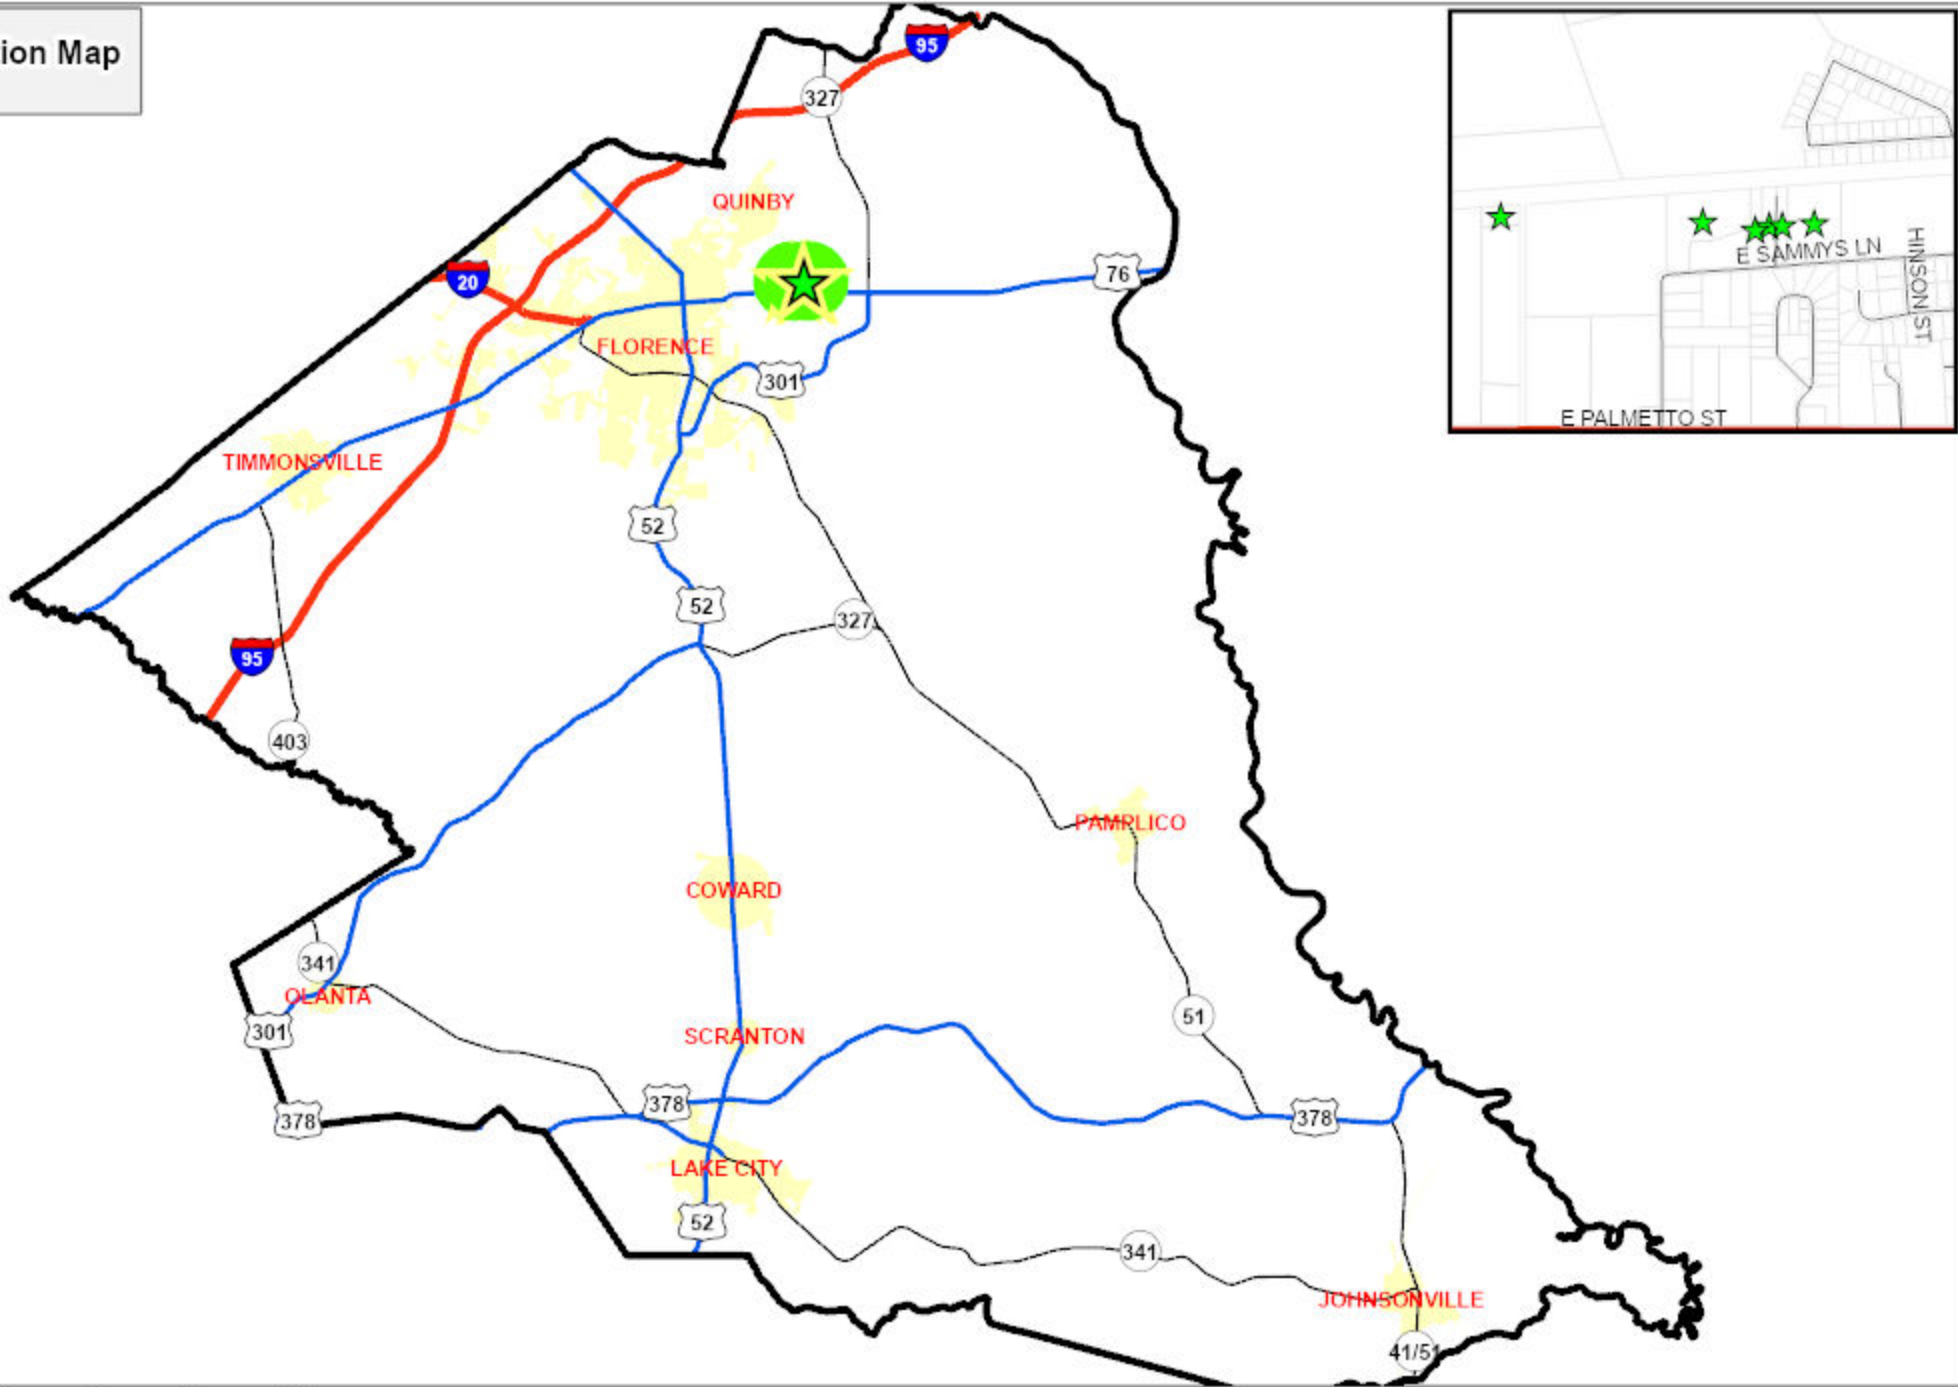 ion Map
95
327
QUINBY
20
76
FLORENCE
301
TIMMONSVILLE
52
52
327
95
403
PAMPLICO
COWARD
341
OLANTA
51
301
SCRANTON
378
378
378
LAKE CITY
52
341
JOHNSONVILLE
41/51
E SAMMYS LN
HINSON ST
E PALMETTO ST